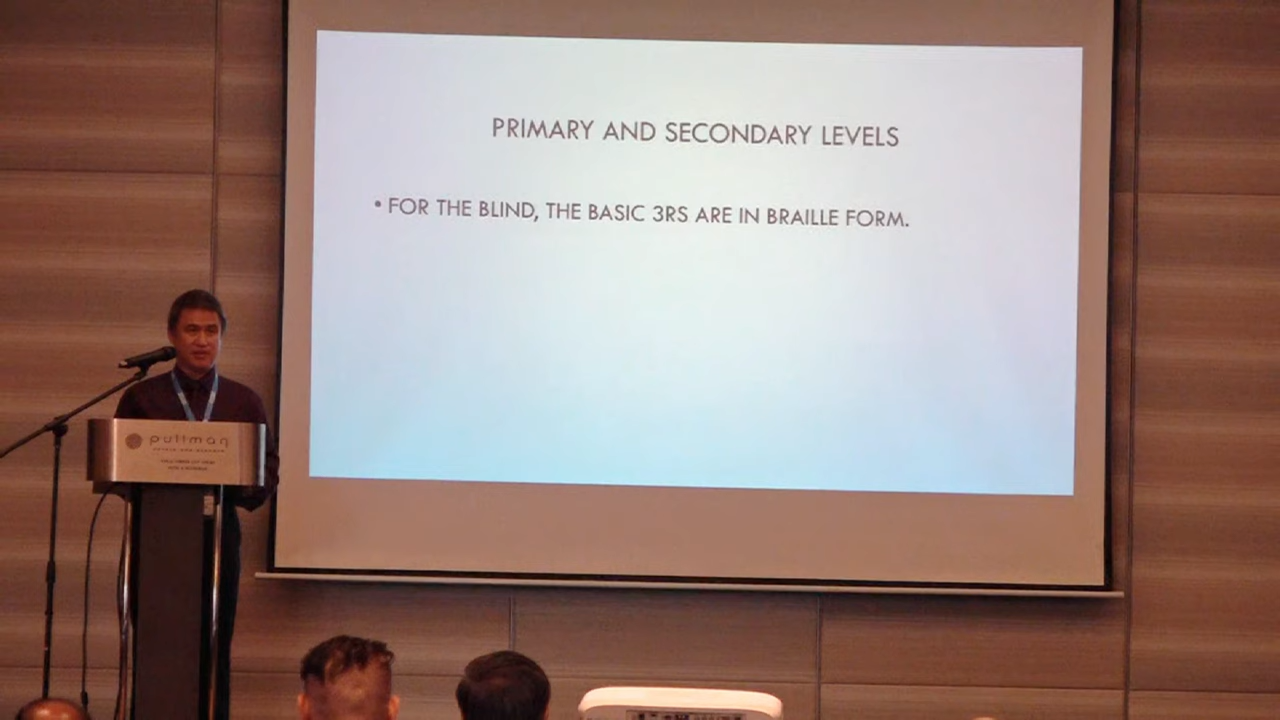 PRIMARY AND SECONDARY LEVELS
• FOR THE BLIND, THE BASIC 3RS ARE IN BRAILLE FORM.
pullman